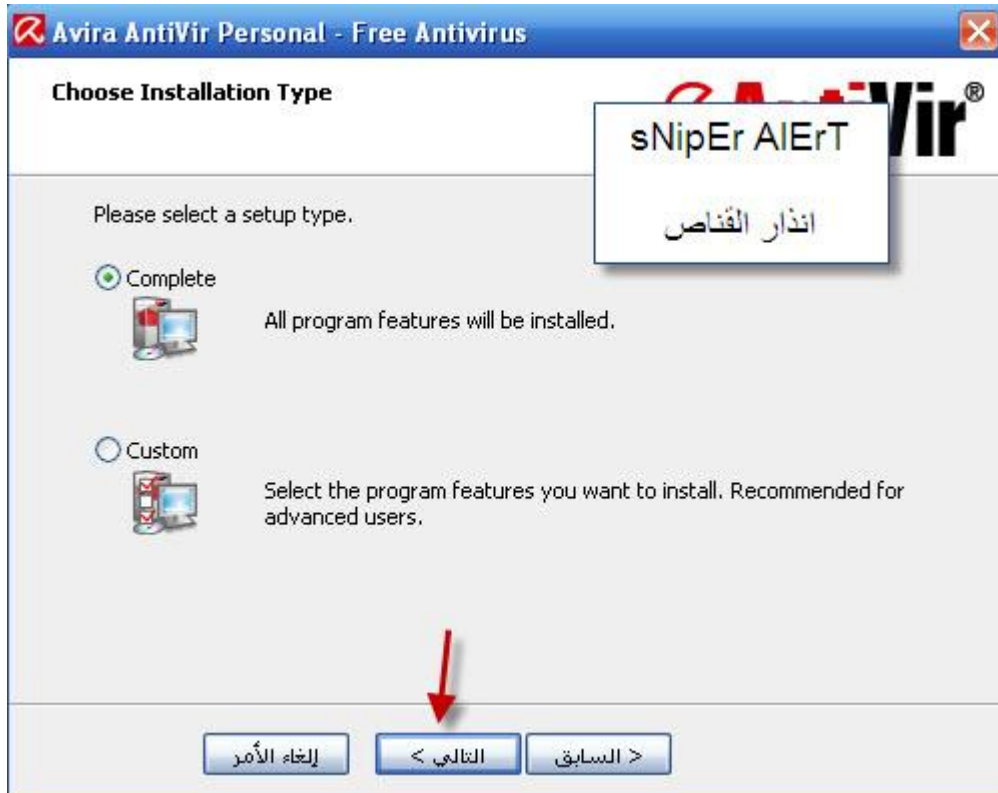 Avira AntiVir Personal - Free Antivirus
Choose Installation Type
Vir®
sNipEr AlErT
انذار القناص
Please select a setup type.
Complete
All program features will be installed.
Custom
Select the program features you want to install. Recommended for
advanced users.
< السابق
التالي >
إلغاء الأمر